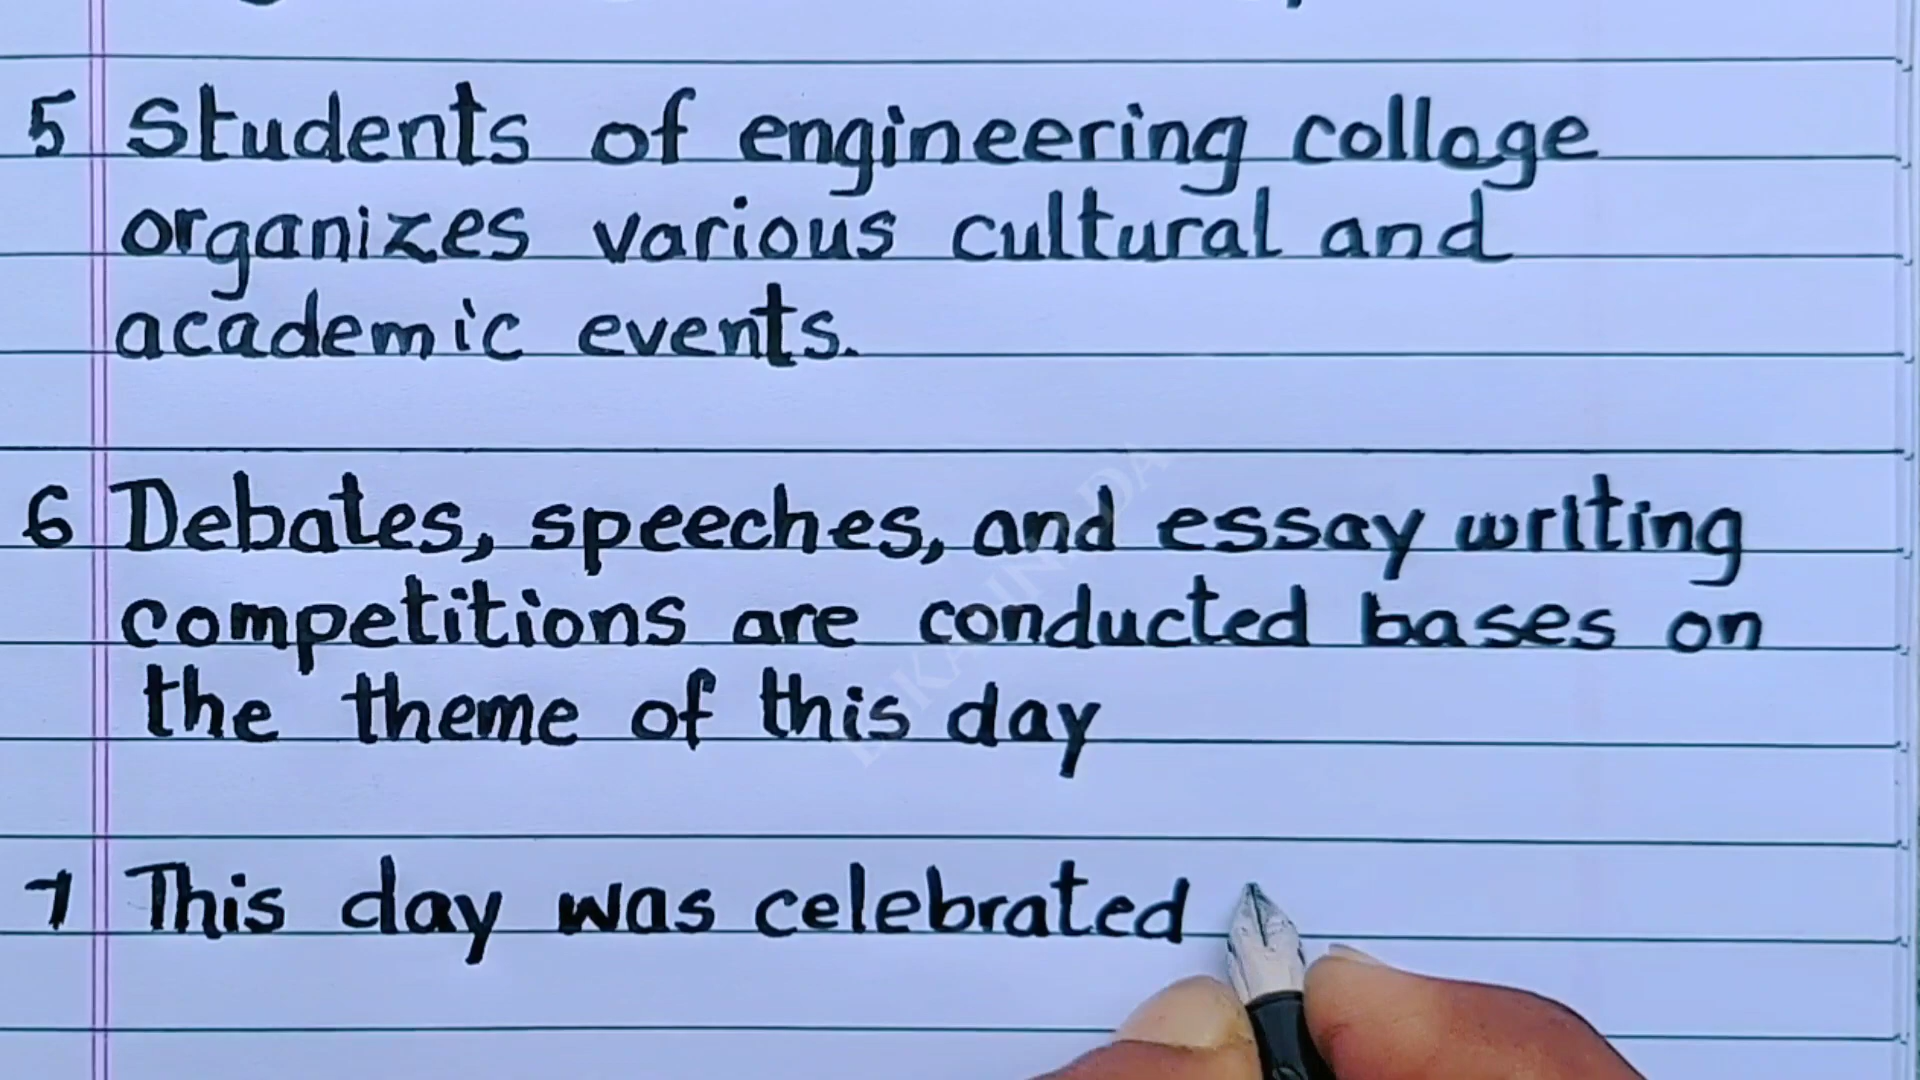 5 Students of engineering collage
organizes various cultural and
academic events.
6 Debates, speeches, and essay writing
competitions are conducted bases on
the theme of this day
7 This day was celebrated